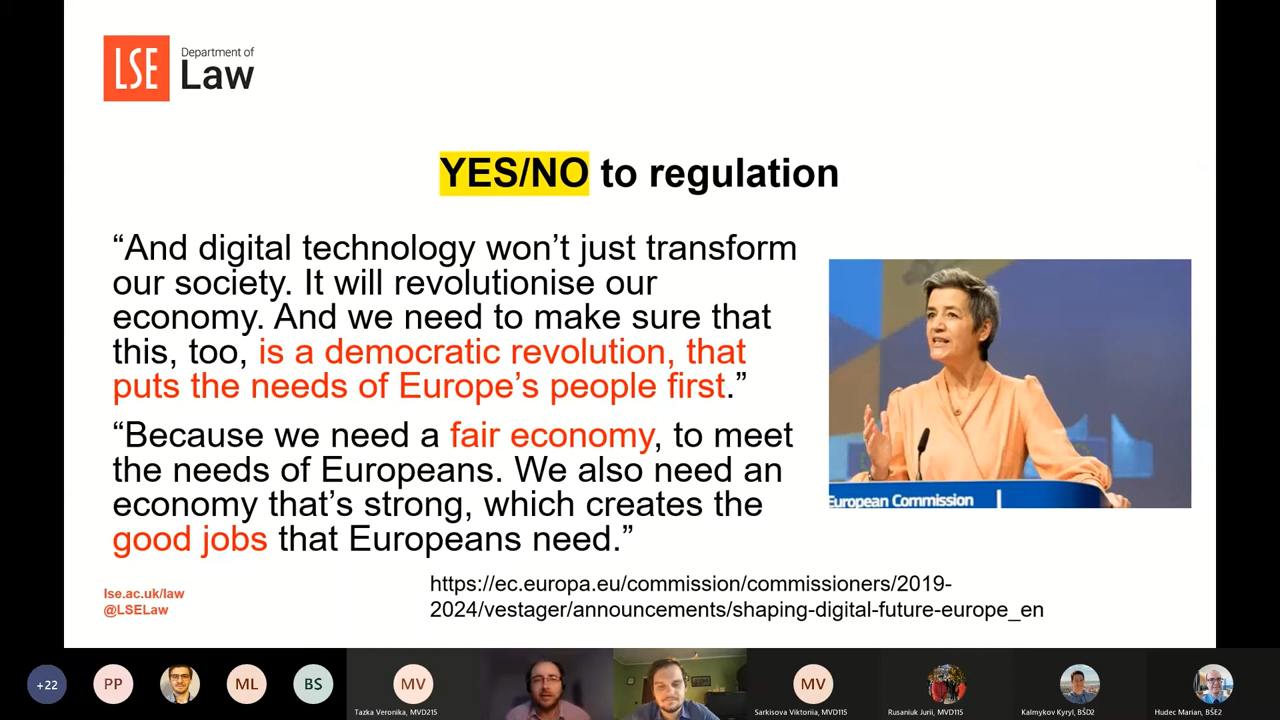 LSE
Department of
Law
YES/NO to regulation
“And digital technology won’t just transform
our society. It will revolutionise our
economy. And we need to make sure that
this, too, is a democratic revolution, that
puts the needs of Europe’s people first.”
“Because we need a fair economy, to meet
the needs of Europeans. We also need an
economy that’s strong, which creates the
good jobs that Europeans need.”
European Commission
https://ec.europa.eu/commission/commissioners/2019-
2024/vestager/announcements/shaping-digital-future-europe_en
lse.ac.uk/law
@LSELaw
+22
PP
ML
BS
MV
Tazka Veronika, MVD215
MV
Sarkisova Viktoriia, MVD115
Rusaniuk Jurii, MVD115
Kalmykov Kyryl, BŠD2
Hudec Marian, BŠE2